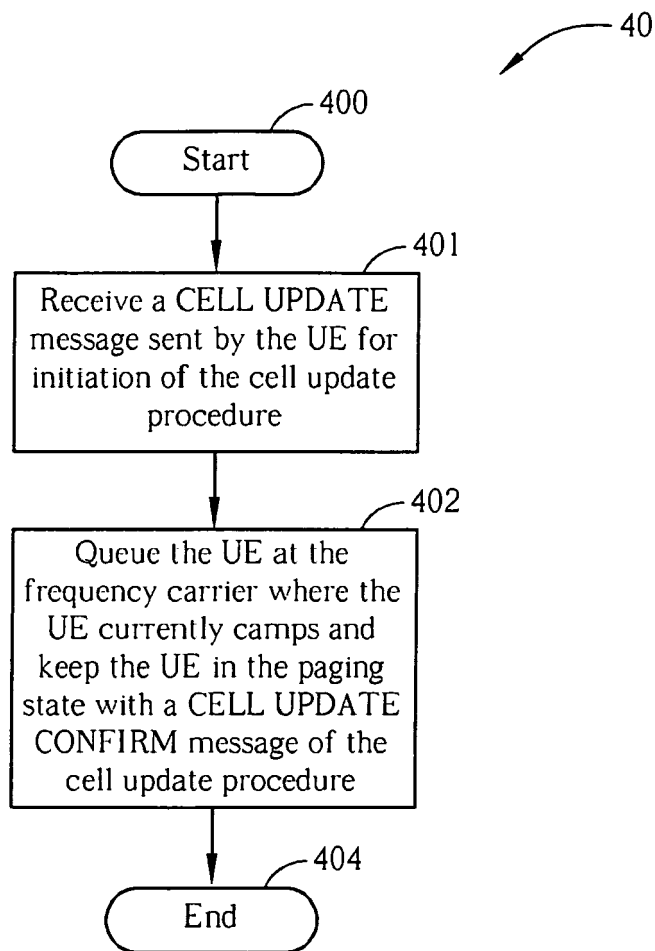 40
400
Start
401
Receive a CELL UPDATE
message sent by the UE for
initiation of the cell update
procedure
402
Queue the UE at the
frequency carrier where the
UE currently camps and
keep the UE in the paging
state with a CELL UPDATE
CONFIRM message of the
cell update procedure
404
End